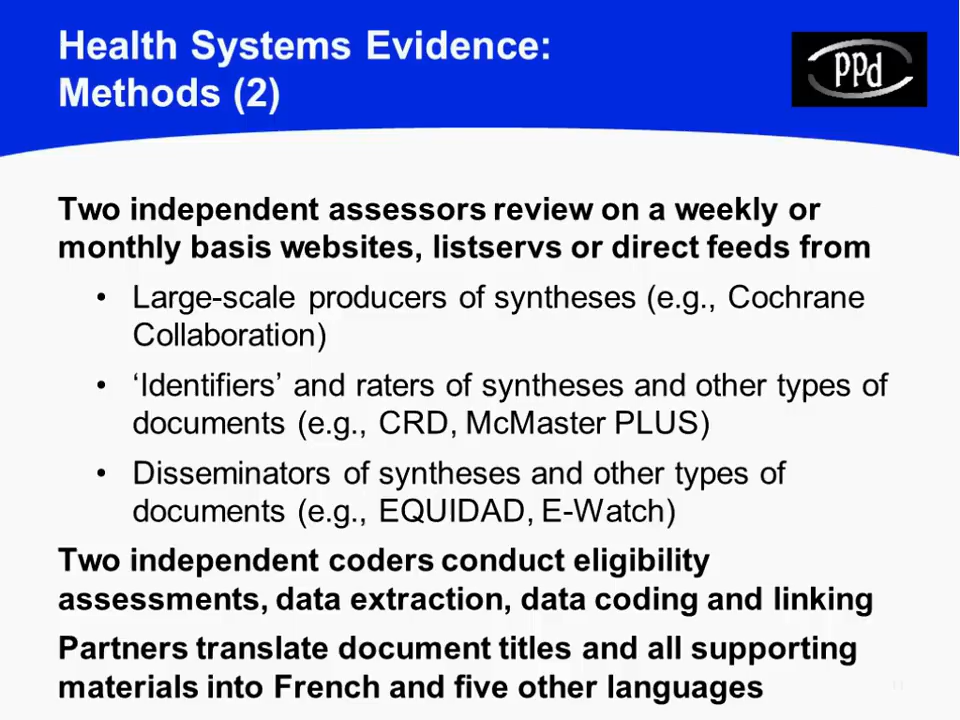 Health Systems Evidence:
Methods (2)
ppd
Two independent assessors review on a weekly or
monthly basis websites, listservs or direct feeds from
• Large-scale producers of syntheses (e.g., Cochrane
Collaboration)
• ‘Identifiers’ and raters of syntheses and other types of
documents (e.g., CRD, McMaster PLUS)
• Disseminators of syntheses and other types of
documents (e.g., EQUIDAD, E-Watch)
Two independent coders conduct eligibility
assessments, data extraction, data coding and linking
Partners translate document titles and all supporting
materials into French and five other languages
11